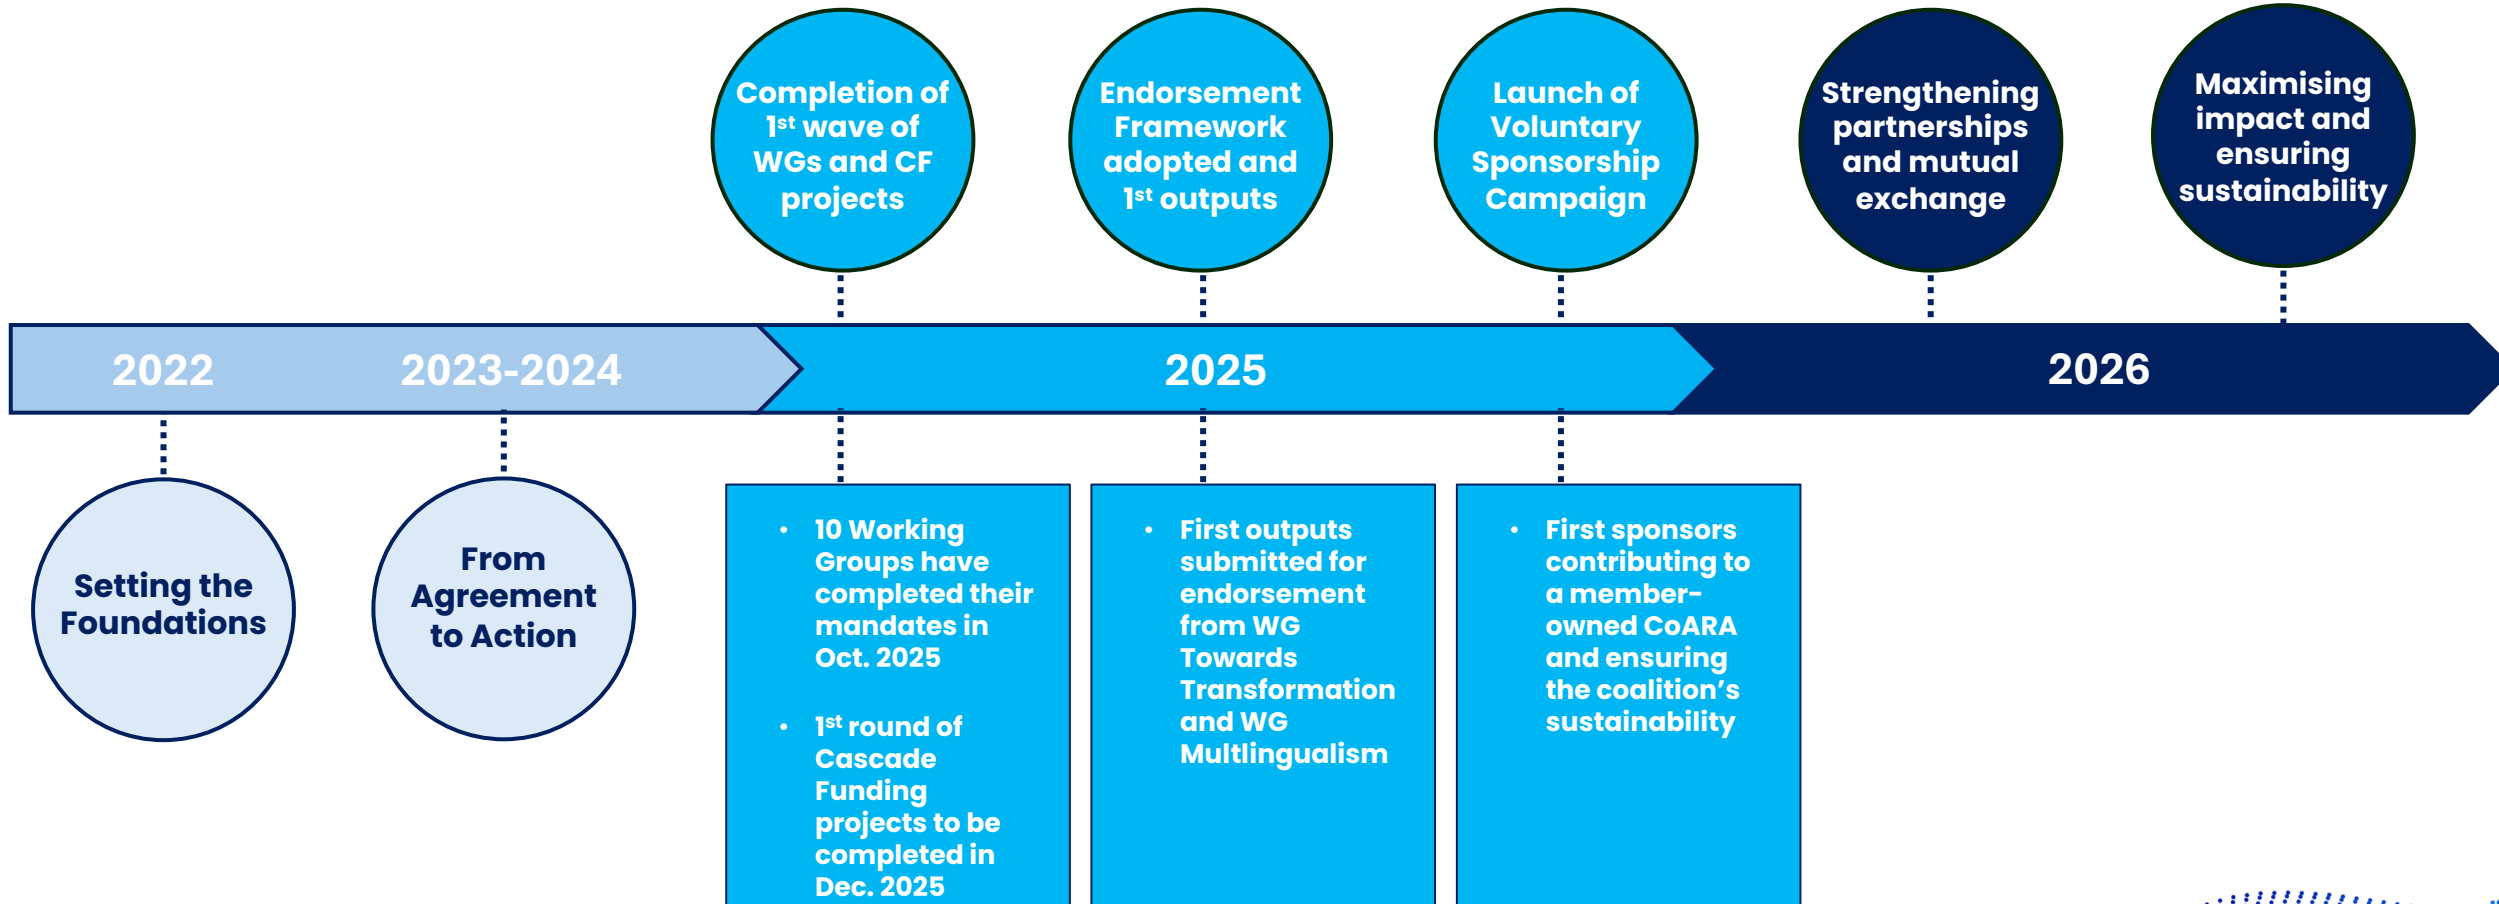 Completion of
1st wave of
WGs and CF
projects
Endorsement
Framework
adopted and
1st outputs
Launch of
Voluntary
Sponsorship
Campaign
Strengthening
partnerships
and mutual
exchange
Maximising
impact and
ensuring
sustainability
2022
2023-2024
2025
2026
Setting the
Foundations
From
Agreement
to Action
• 10 Working
Groups have
completed their
mandates in
Oct. 2025
• 1st round of
Cascade
Funding
projects to be
completed in
Dec. 2025
• First outputs
submitted for
endorsement
from WG
Towards
Transformation
and WG
Multlingualism
• First sponsors
contributing to
a member-
owned CoARA
and ensuring
the coalition’s
sustainability